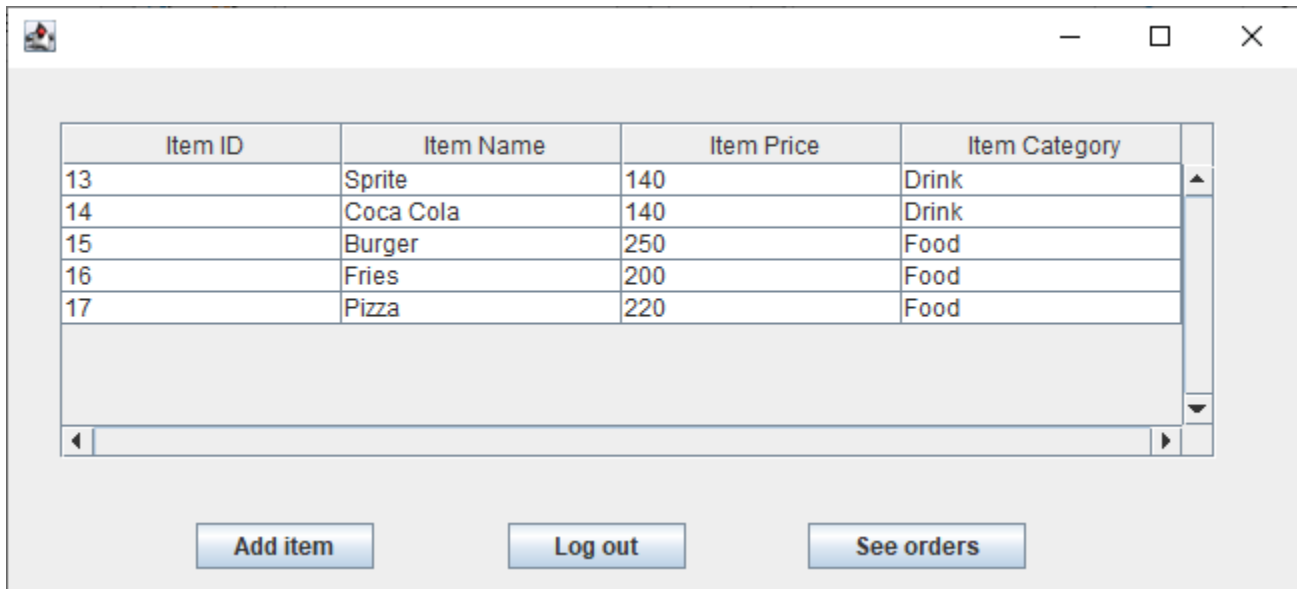 Item ID Item Name Item Price Item Category
13 Sprite 140 Drink
14 Coca Cola 140 Drink
15 Burger 250 Food
16 Fries 200 Food
17 Pizza 220 Food
Add item Log out See orders